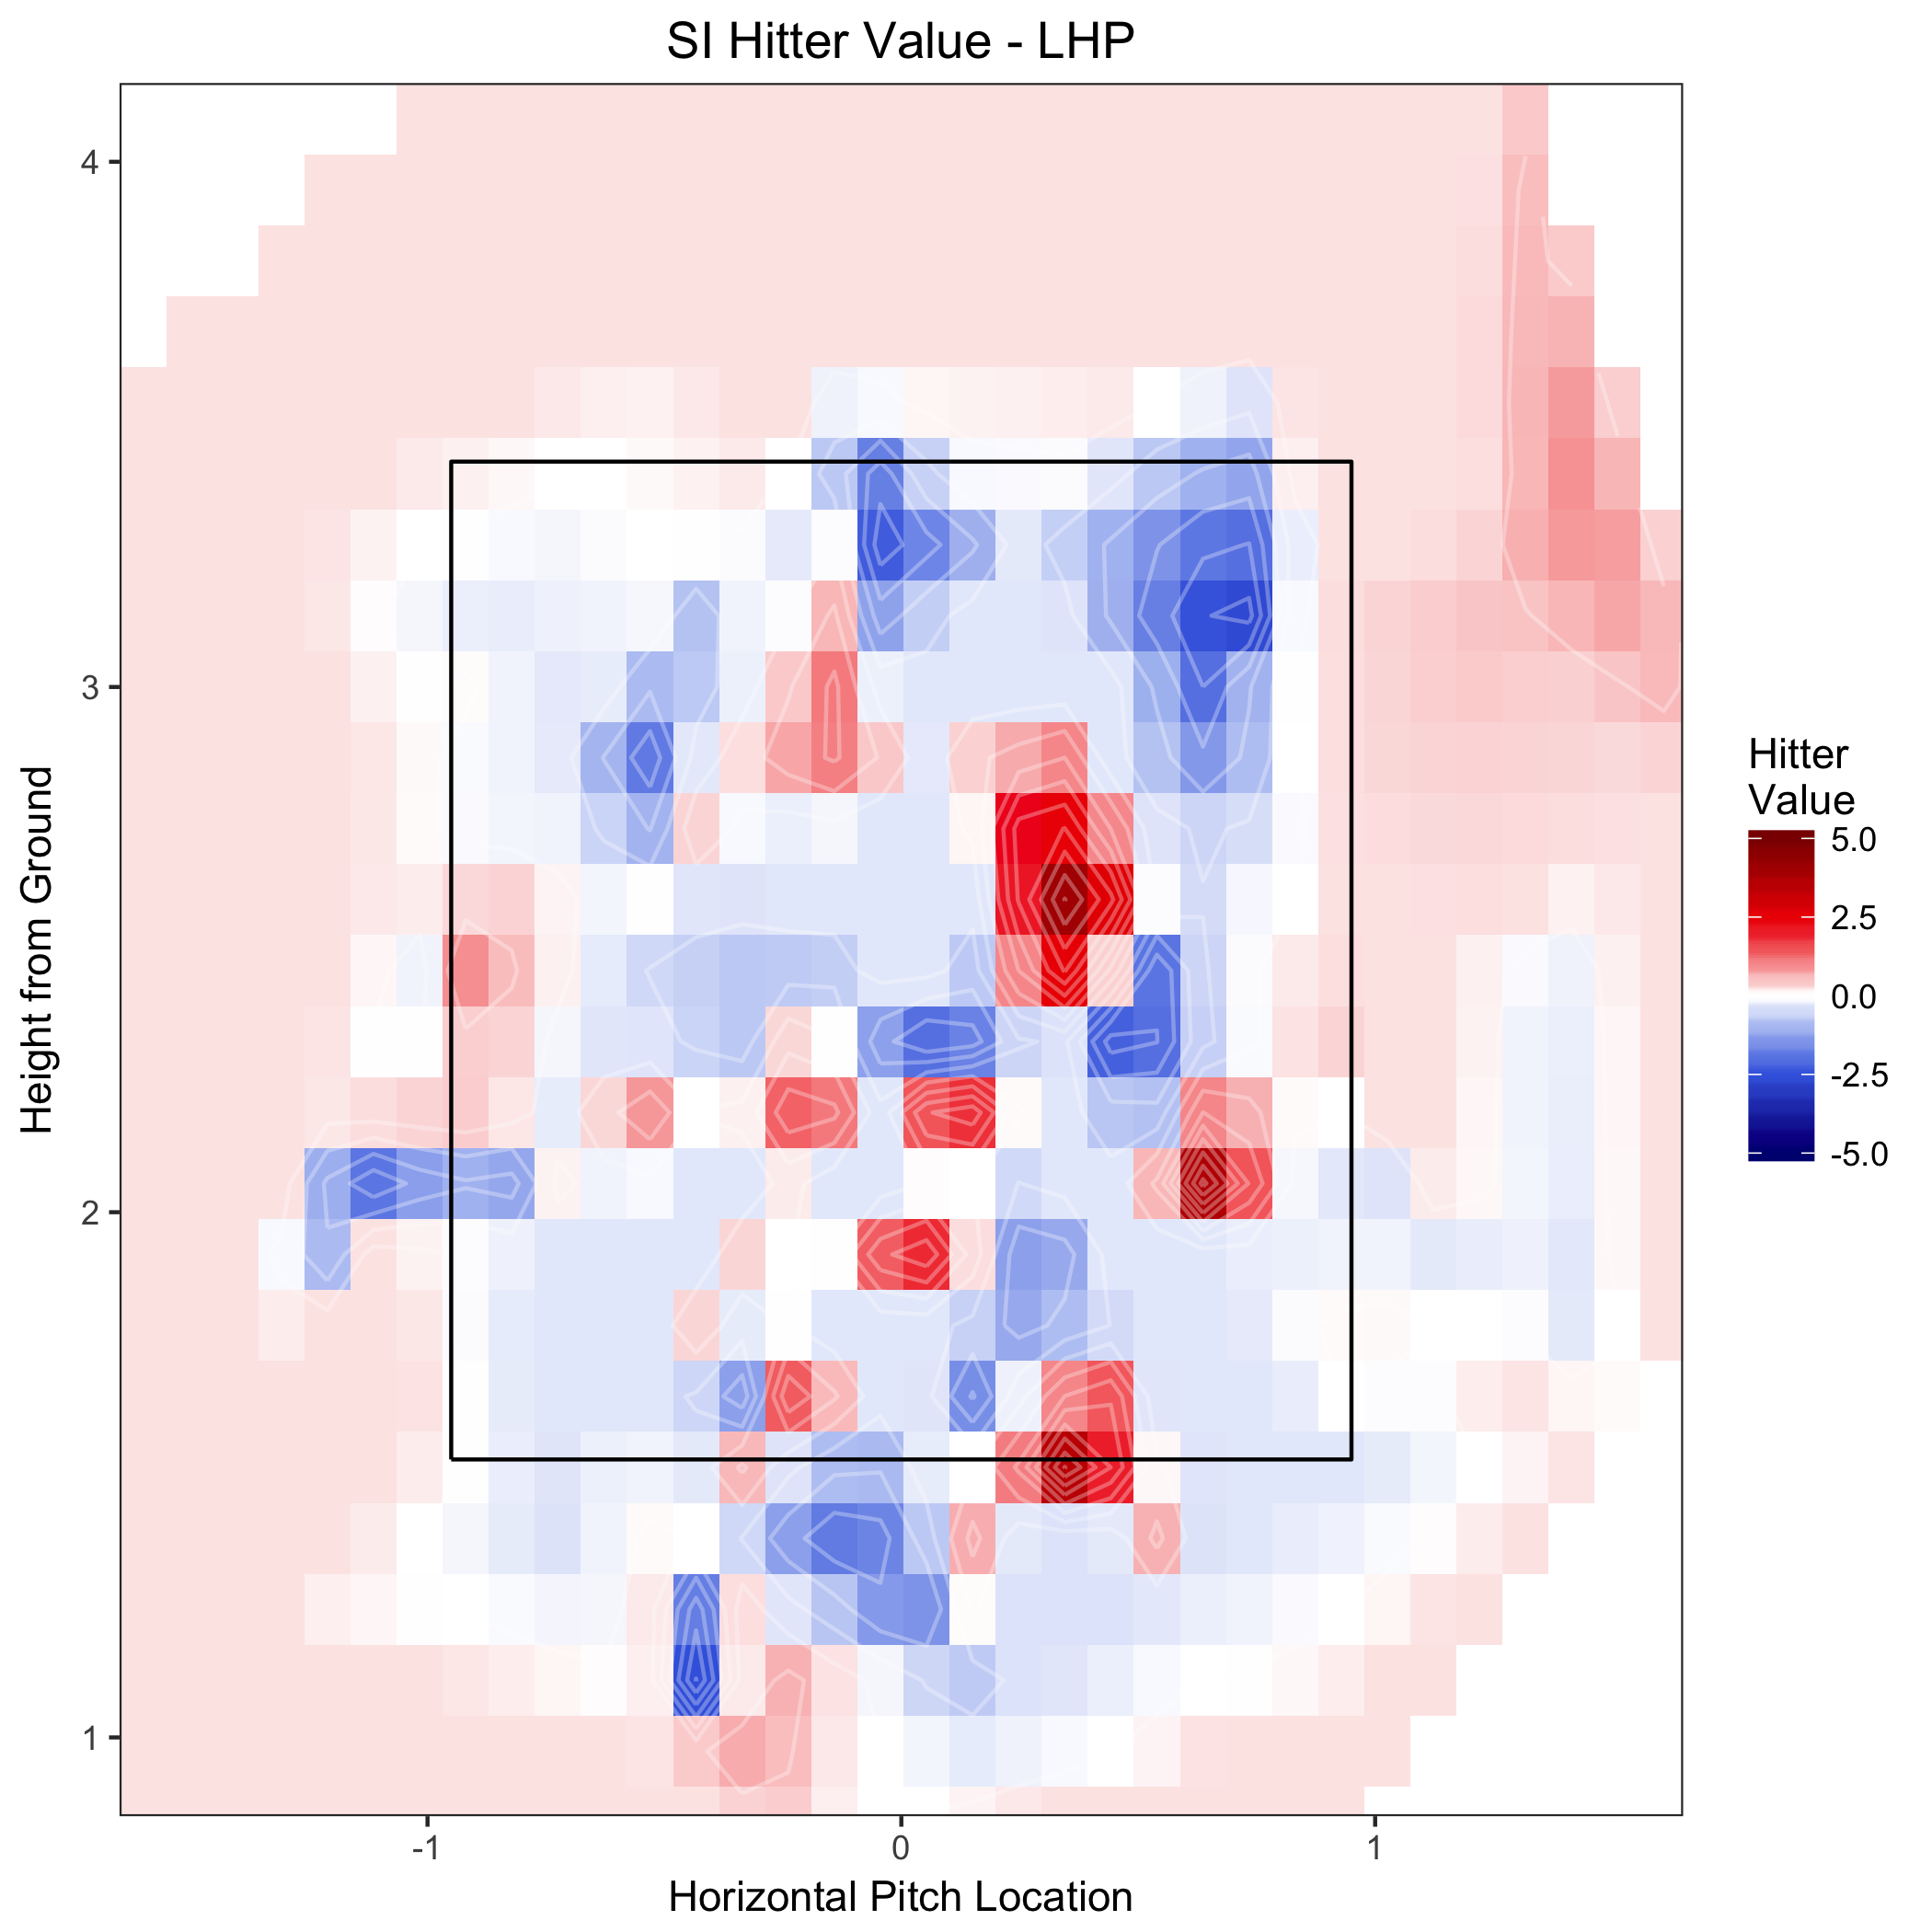 SI Hitter Value - LHP
4
3
2
1
Height from Ground
-1
0
1
Horizontal Pitch Location
Hitter
Value
5.0
2.5
0.0
-2.5
-5.0